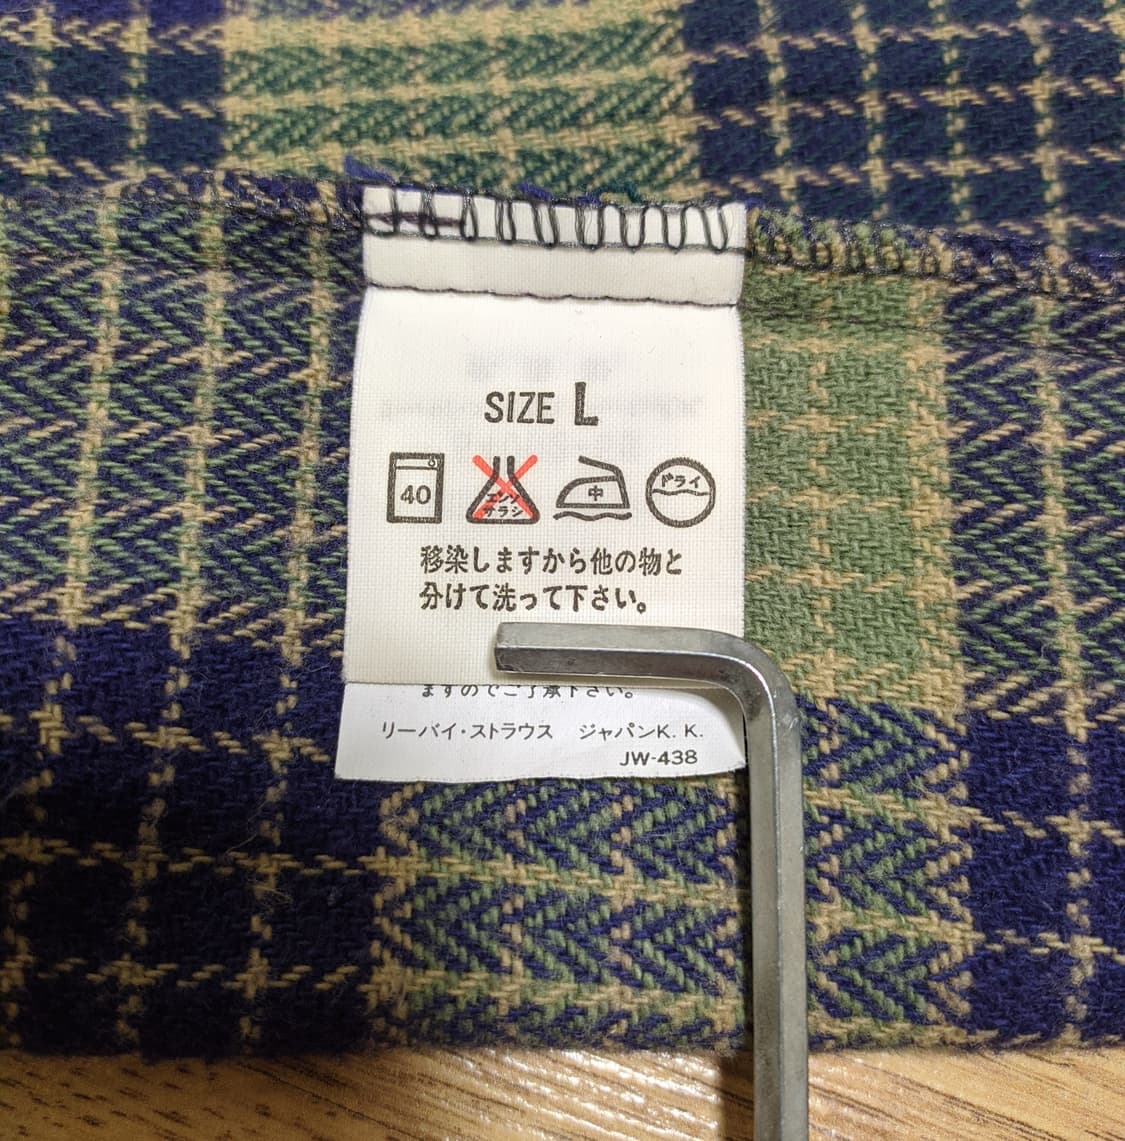 SIZE L
40
エンソ
サラシ
中
ドライ
移染しますから他の物と
分けて洗って下さい。
ますのでご了承下さい。
リーバイ・ストラウス ジャパンK. K.
JW-438